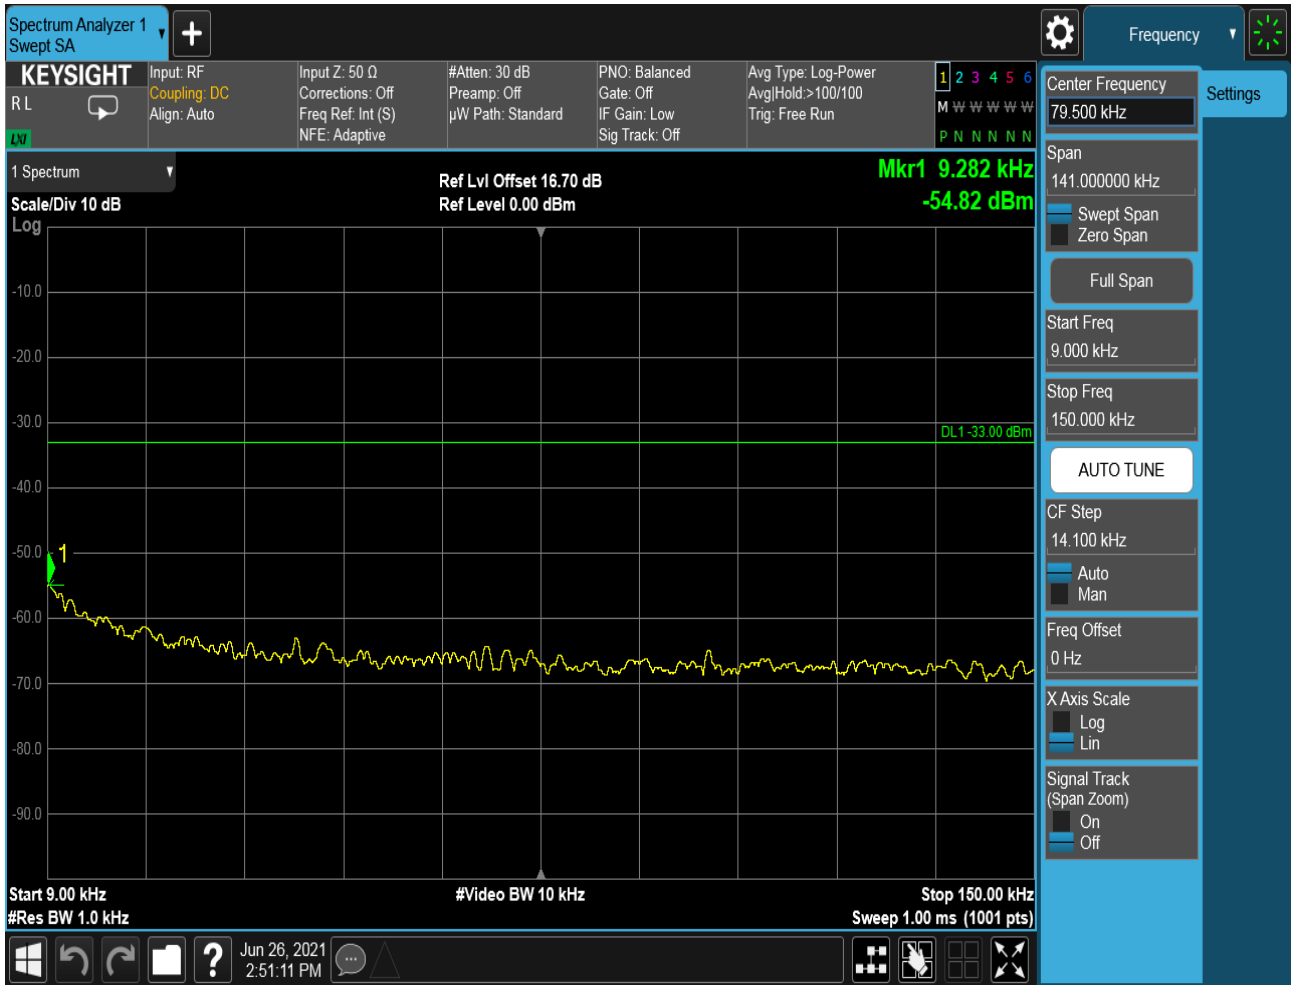 Spectrum Analyzer 1
Swept SA
Frequency
KEYSIGHT
R L
LXI
Input: RF
Coupling: DC
Align: Auto
Input Z: 50 Ω
Corrections: Off
Freq Ref: Int (S)
NFE: Adaptive
#Atten: 30 dB
Preamp: Off
µW Path: Standard
PNO: Balanced
Gate: Off
IF Gain: Low
Sig Track: Off
Avg Type: Log-Power
Avg|Hold:>100/100
Trig: Free Run
1 2 3 4 5 6
M W W W W W
P N N N N N
1 Spectrum
Scale/Div 10 dB
Log
Ref Lvl Offset 16.70 dB
Ref Level 0.00 dBm
Mkr1 9.282 kHz
-54.82 dBm
-10.0
-20.0
-30.0
DL1 -33.00 dBm
-40.0
-50.0
1
-60.0
-70.0
-80.0
-90.0
Start 9.00 kHz
#Res BW 1.0 kHz
#Video BW 10 kHz
Stop 150.00 kHz
Sweep 1.00 ms (1001 pts)
Center Frequency
79.500 kHz
Settings
Span
141.000000 kHz
Swept Span
Zero Span
Full Span
Start Freq
9.000 kHz
Stop Freq
150.000 kHz
AUTO TUNE
CF Step
14.100 kHz
Auto
Man
Freq Offset
0 Hz
X Axis Scale
Log
Lin
Signal Track
(Span Zoom)
On
Off
?
Jun 26, 2021
2:51:11 PM